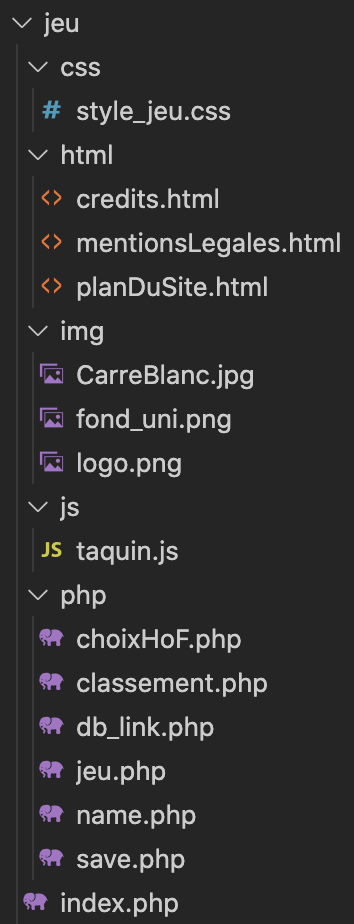 jeu
css
# style_jeu.css
html
<> credits.html
<> mentionsLegales.html
<> planDuSite.html
img
CarreBlanc.jpg
fond_uni.png
logo.png
js
JS taquin.js
php
choixHoF.php
classement.php
db_link.php
jeu.php
name.php
save.php
index.php